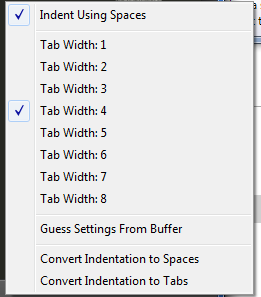 Indent Using Spaces
Tab Width: 1
Tab Width: 2
Tab Width: 3
Tab Width: 4
Tab Width: 5
Tab Width: 6
Tab Width: 7
Tab Width: 8
Guess Settings From Buffer
Convert Indentation to Spaces
Convert Indentation to Tabs